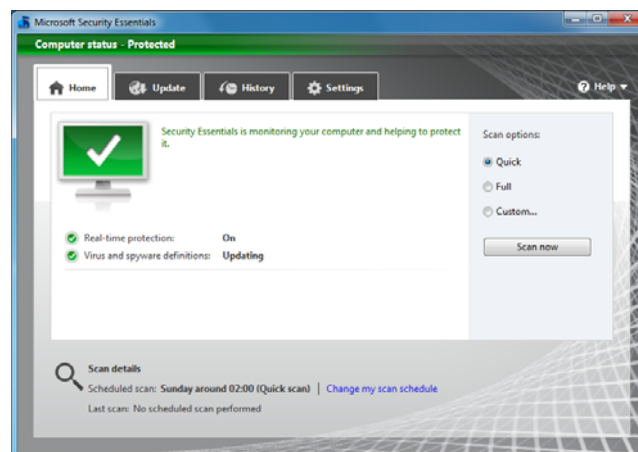 Microsoft Security Essentials
Computer status - Protected
Home
Update
History
Settings
Help
Security Essentials is monitoring your computer and helping to protect
it.
Real-time protection: On
Virus and spyware definitions: Updating
Scan options:
Quick
Full
Custom...
Scan now
Scan details
Scheduled scan: Sunday around 02:00 (Quick scan) | Change my scan schedule
Last scan: No scheduled scan performed